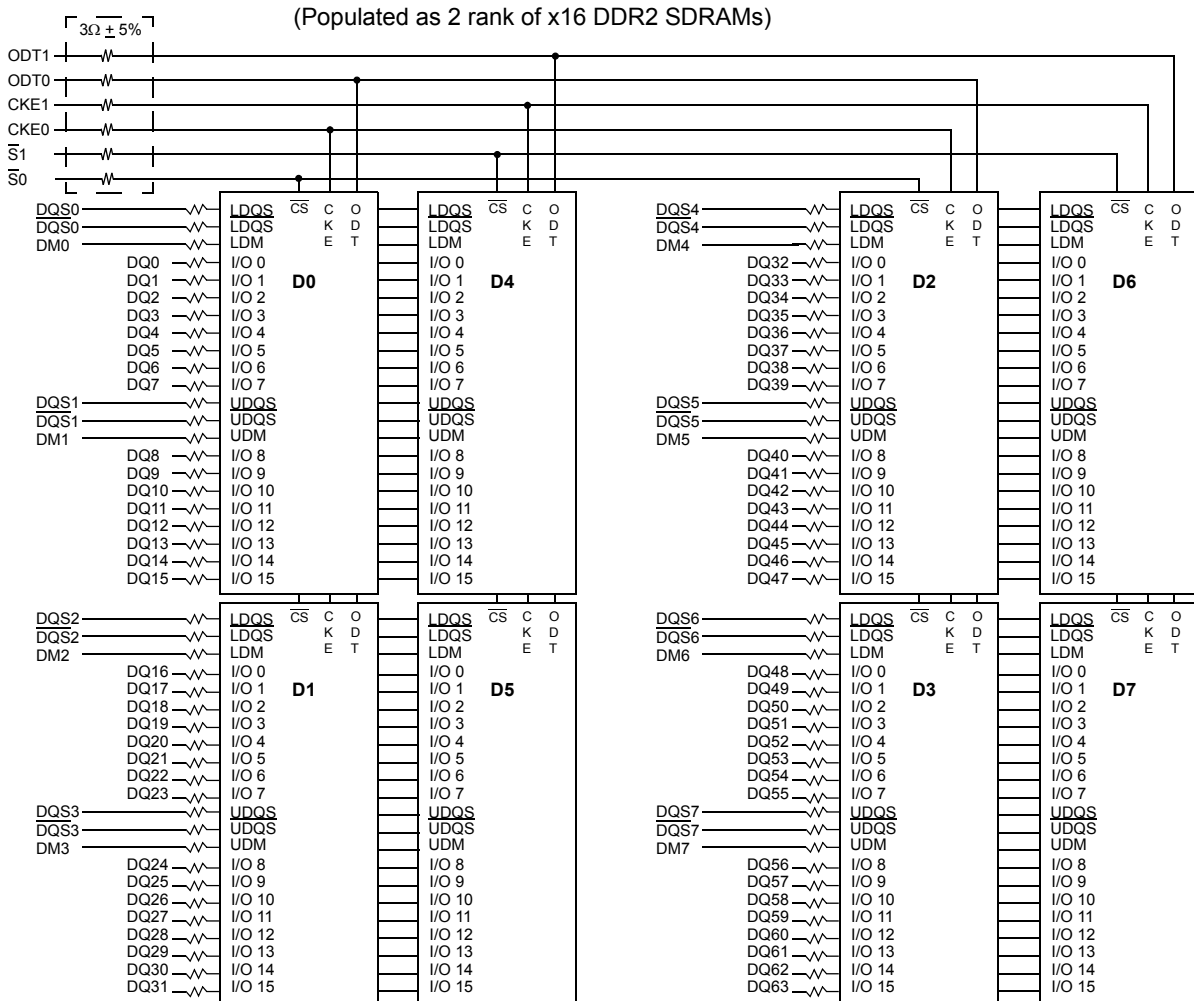 (Populated as 2 rank of x16 DDR2 SDRAMs)
3Ω ± 5%
ODT1
ODT0
CKE1
CKE0
S̅1
S̅0
DQS0 LDQS CS C O LDQS CS C O
DQS0 LDQS K D LDQS K D
DM0 LDM E T LDM E T
DQ0 I/O 0 I/O 0
DQ1 I/O 1 D0 I/O 1 D4
DQ2 I/O 2 I/O 2
DQ3 I/O 3 I/O 3
DQ4 I/O 4 I/O 4
DQ5 I/O 5 I/O 5
DQ6 I/O 6 I/O 6
DQ7 I/O 7 I/O 7
DQS1 UDQS UDQS
DQS1 UDQS UDQS
DM1 UDM UDM
DQ8 I/O 8 I/O 8
DQ9 I/O 9 I/O 9
DQ10 I/O 10 I/O 10
DQ11 I/O 11 I/O 11
DQ12 I/O 12 I/O 12
DQ13 I/O 13 I/O 13
DQ14 I/O 14 I/O 14
DQ15 I/O 15 I/O 15
DQS4 LDQS CS C O LDQS CS C O
DQS4 LDQS K D LDQS K D
DM4 LDM E T LDM E T
DQ32 I/O 0 I/O 0
DQ33 I/O 1 D2 I/O 1 D6
DQ34 I/O 2 I/O 2
DQ35 I/O 3 I/O 3
DQ36 I/O 4 I/O 4
DQ37 I/O 5 I/O 5
DQ38 I/O 6 I/O 6
DQ39 I/O 7 I/O 7
DQS5 UDQS UDQS
DQS5 UDQS UDQS
DM5 UDM UDM
DQ40 I/O 8 I/O 8
DQ41 I/O 9 I/O 9
DQ42 I/O 10 I/O 10
DQ43 I/O 11 I/O 11
DQ44 I/O 12 I/O 12
DQ45 I/O 13 I/O 13
DQ46 I/O 14 I/O 14
DQ47 I/O 15 I/O 15
DQS2 LDQS CS C O LDQS CS C O
DQS2 LDQS K D LDQS K D
DM2 LDM E T LDM E T
DQ16 I/O 0 I/O 0
DQ17 I/O 1 D1 I/O 1 D5
DQ18 I/O 2 I/O 2
DQ19 I/O 3 I/O 3
DQ20 I/O 4 I/O 4
DQ21 I/O 5 I/O 5
DQ22 I/O 6 I/O 6
DQ23 I/O 7 I/O 7
DQS3 UDQS UDQS
DQS3 UDQS UDQS
DM3 UDM UDM
DQ24 I/O 8 I/O 8
DQ25 I/O 9 I/O 9
DQ26 I/O 10 I/O 10
DQ27 I/O 11 I/O 11
DQ28 I/O 12 I/O 12
DQ29 I/O 13 I/O 13
DQ30 I/O 14 I/O 14
DQ31 I/O 15 I/O 15
DQS6 LDQS CS C O LDQS CS C O
DQS6 LDQS K D LDQS K D
DM6 LDM E T LDM E T
DQ48 I/O 0 I/O 0
DQ49 I/O 1 D3 I/O 1 D7
DQ50 I/O 2 I/O 2
DQ51 I/O 3 I/O 3
DQ52 I/O 4 I/O 4
DQ53 I/O 5 I/O 5
DQ54 I/O 6 I/O 6
DQ55 I/O 7 I/O 7
DQS7 UDQS UDQS
DQS7 UDQS UDQS
DM7 UDM UDM
DQ56 I/O 8 I/O 8
DQ57 I/O 9 I/O 9
DQ58 I/O 10 I/O 10
DQ59 I/O 11 I/O 11
DQ60 I/O 12 I/O 12
DQ61 I/O 13 I/O 13
DQ62 I/O 14 I/O 14
DQ63 I/O 15 I/O 15